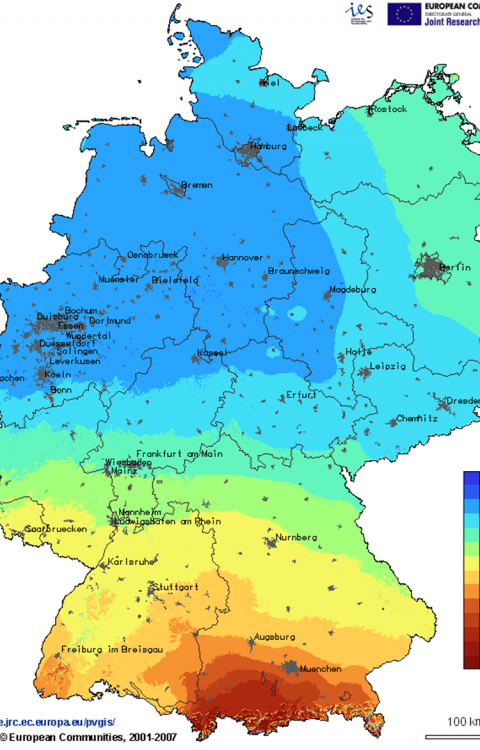 ies
EUROPEAN CO
DIRECTORATE GENERAL
Joint Research
Kiel
Rostock
Luebeck
Hamburg
Bremen
Osnabrueck
Hannover
Berlin
Braunschweig
Muenster
Bielefeld
Magdeburg
Bochum
Duisburg
Dortmund
Essen
Wuppertal
Duesseldorf
Solingen
Kassel
Halle
Leverkusen
Leipzig
Koeln
achen
Bonn
Erfurt
Dresde
Chemnitz
Frankfurt am Main
Wiesbaden
Mainz
Mannheim
Ludwigshafen am Rhein
Saarbruecken
Nurnberg
Karlsruhe
Stuttgart
Augsburg
Freiburg im Breisgau
Muenchen
e.jrc.ec.europa.eu/pvgis/
© European Communities, 2001-2007
100 km